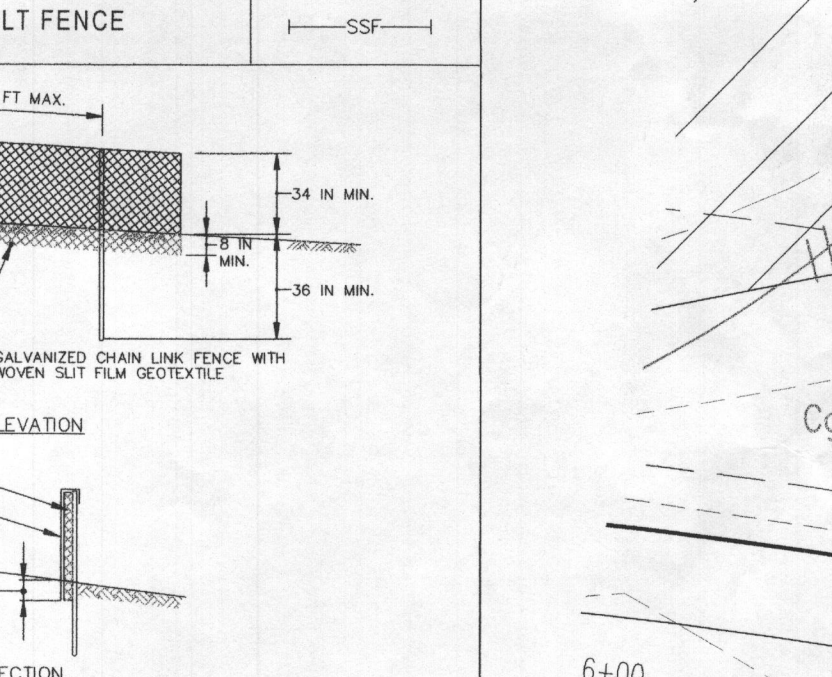 LT FENCE
SSF
FT MAX.
34 IN MIN.
8 IN
MIN.
36 IN MIN.
GALVANIZED CHAIN LINK FENCE WITH
WOVEN SLIT FILM GEOTEXTILE
LEVATION
Co
ECTION
6+00